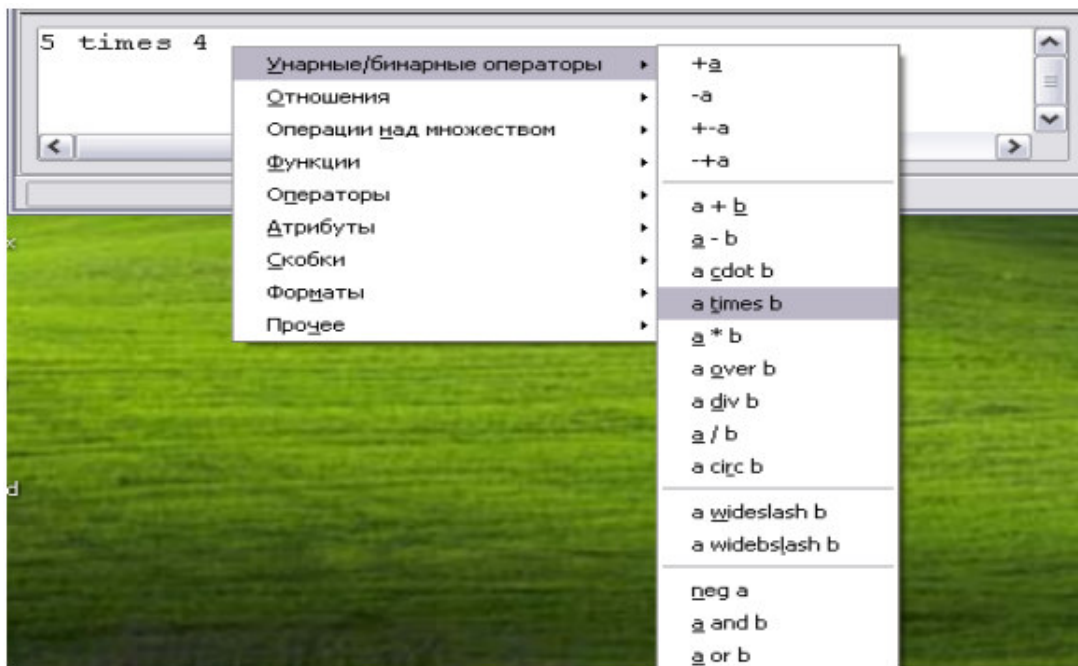 5 times 4
Унарные/бинарные операторы
Отношения
Операции над множеством
Функции
Операторы
Атрибуты
Скобки
Форматы
Прочее
+a
-a
+-a
-+a
a + b
a - b
a cdot b
a times b
a * b
a over b
a div b
a / b
a circ b
a wideslash b
a widebslash b
neg a
a and b
a or b
x
d